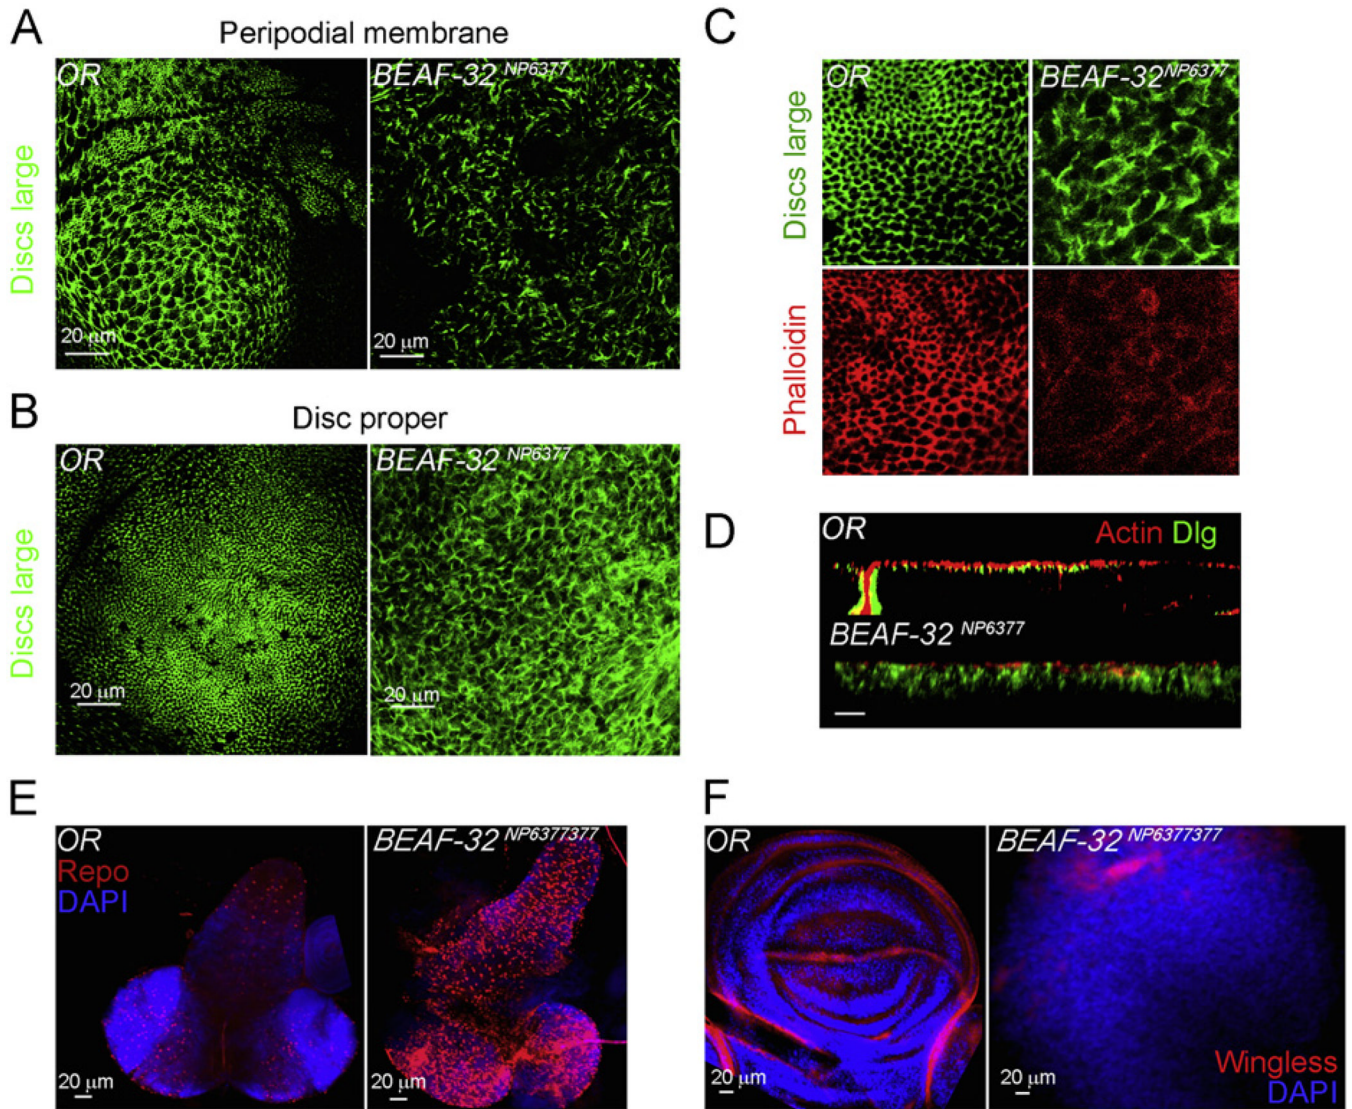 A
Peripodial membrane
OR
BEAF-32 NP6377
Discs large
20 µm
20 µm
B
Disc proper
OR
BEAF-32 NP6377
Discs large
20 µm
20 µm
C
OR
BEAF-32 NP6377
Discs large
Phalloidin
D
OR
Actin Dlg
BEAF-32 NP6377
E
OR
Repo
DAPI
BEAF-32 NP6377377
20 µm
20 µm
F
OR
BEAF-32 NP6377377
Wingless
DAPI
20 µm
20 µm